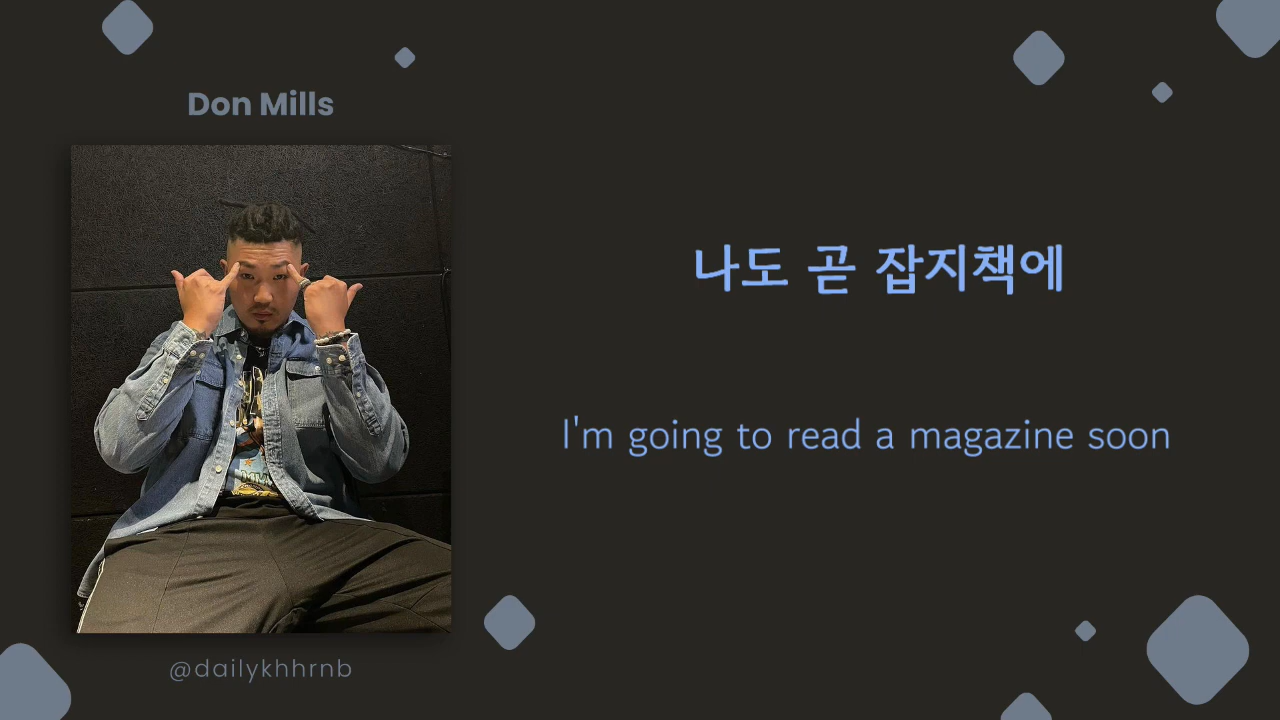 Don Mills
나도 곧 잡지책에
I'm going to read a magazine soon
@dailykhhrnb